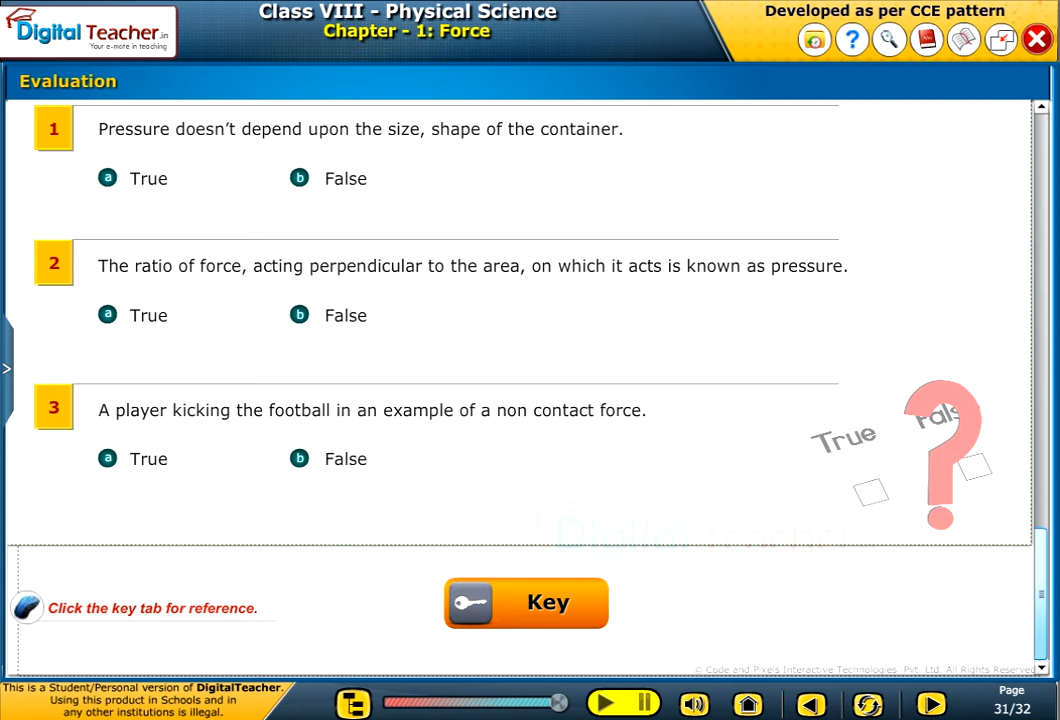 Digital Teacher.in
Your e-mate in teaching
Class VIII - Physical Science
Chapter - 1: Force
Developed as per CCE pattern
Evaluation
1 Pressure doesn't depend upon the size, shape of the container.
a True b False
2 The ratio of force, acting perpendicular to the area, on which it acts is known as pressure.
a True b False
3 A player kicking the football in an example of a non contact force.
a True b False
True Fals
?
Digital Teacher
Click the key tab for reference.
Key
© Code and Pixels Interactive Technologies. Pvt. Ltd. All Rights Reserved
This is a Student/Personal version of DigitalTeacher.
Using this product in Schools and in
any other institutions is illegal.
Page
31/32